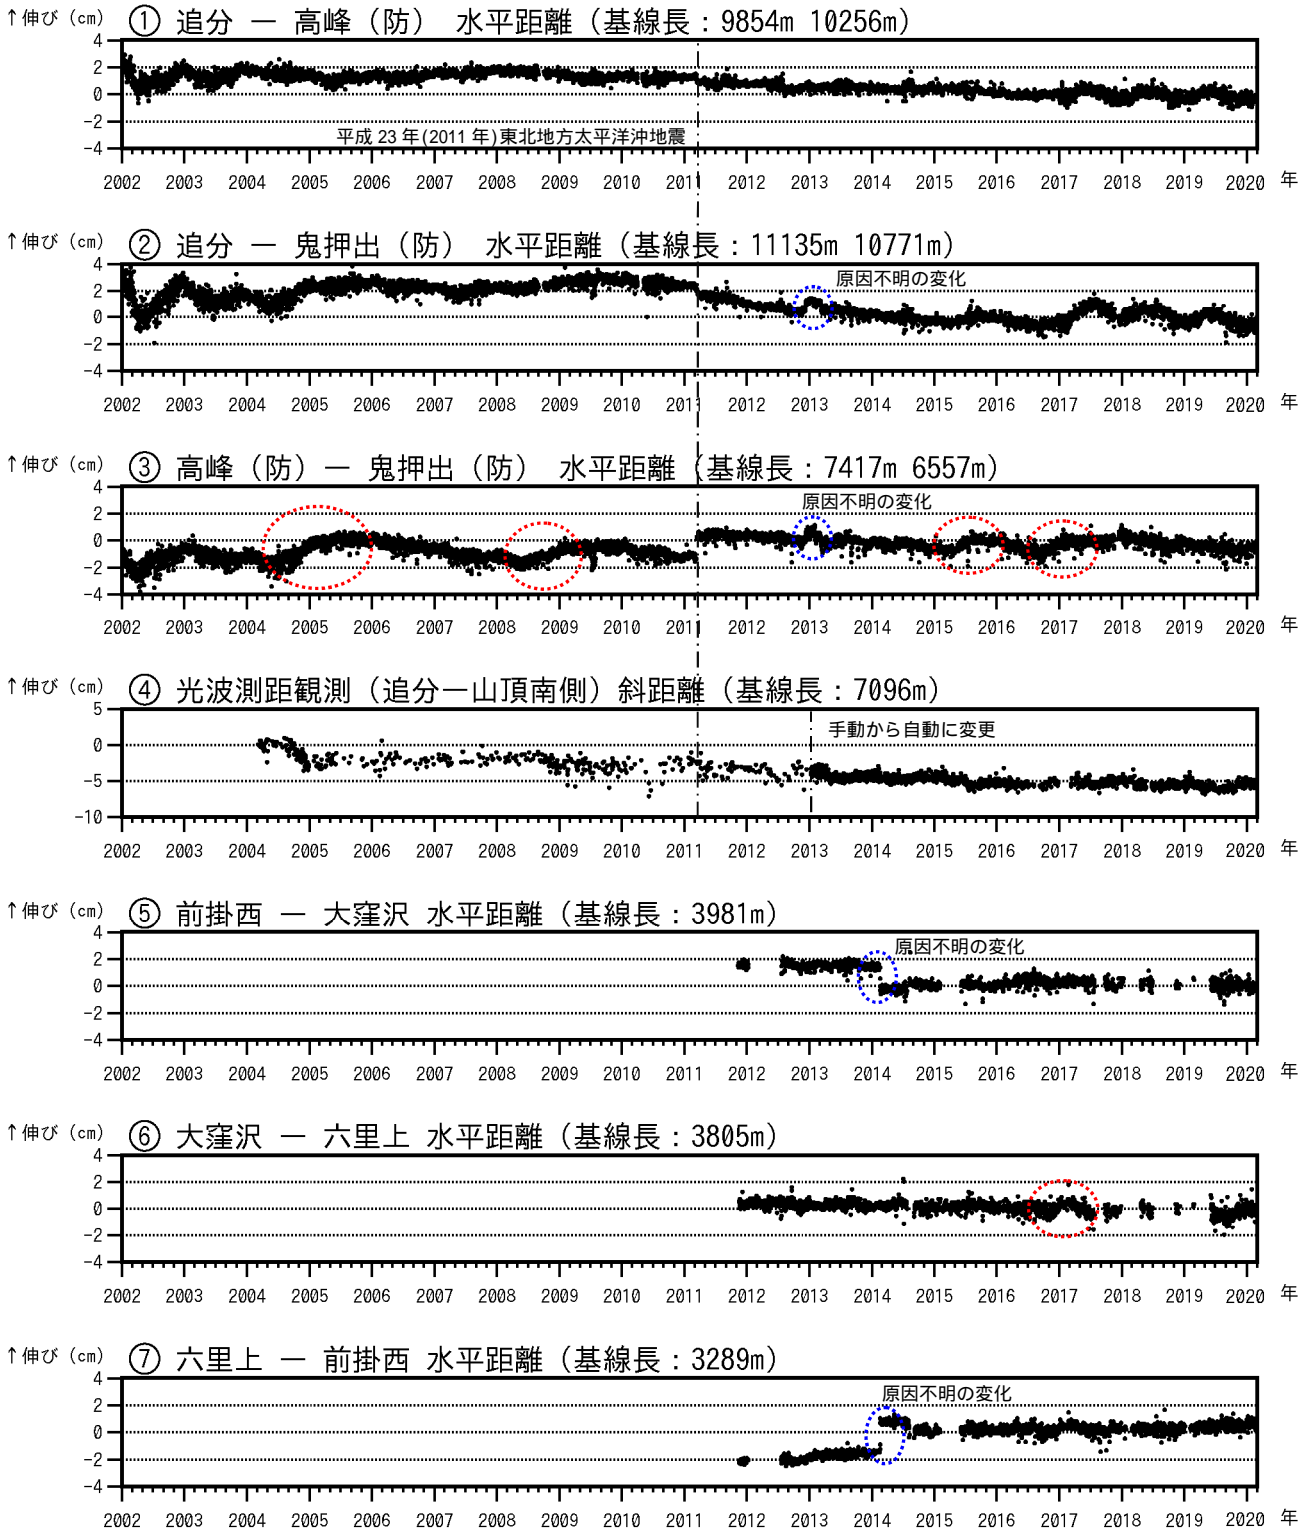 ↑伸び（cm） ① 追分 ― 高峰（防） 水平距離（基線長：9854m 10256m）
4
2
0
-2
-4
平成 23 年(2011 年)東北地方太平洋沖地震
2002 2003 2004 2005 2006 2007 2008 2009 2010 2011 2012 2013 2014 2015 2016 2017 2018 2019 2020 年
↑伸び（cm） ② 追分 ― 鬼押出（防） 水平距離（基線長：11135m 10771m）
4
原因不明の変化
2
0
-2
-4
2002 2003 2004 2005 2006 2007 2008 2009 2010 2011 2012 2013 2014 2015 2016 2017 2018 2019 2020 年
↑伸び（cm） ③ 高峰（防）― 鬼押出（防） 水平距離（基線長：7417m 6557m）
4
原因不明の変化
2
0
-2
-4
2002 2003 2004 2005 2006 2007 2008 2009 2010 2011 2012 2013 2014 2015 2016 2017 2018 2019 2020 年
↑伸び（cm） ④ 光波測距観測（追分―山頂南側）斜距離（基線長：7096m）
5
手動から自動に変更
0
-5
-10
2002 2003 2004 2005 2006 2007 2008 2009 2010 2011 2012 2013 2014 2015 2016 2017 2018 2019 2020 年
↑伸び（cm） ⑤ 前掛西 ― 大窪沢 水平距離（基線長：3981m）
4
原因不明の変化
2
0
-2
-4
2002 2003 2004 2005 2006 2007 2008 2009 2010 2011 2012 2013 2014 2015 2016 2017 2018 2019 2020 年
↑伸び（cm） ⑥ 大窪沢 ― 六里上 水平距離（基線長：3805m）
4
2
0
-2
-4
2002 2003 2004 2005 2006 2007 2008 2009 2010 2011 2012 2013 2014 2015 2016 2017 2018 2019 2020 年
↑伸び（cm） ⑦ 六里上 ― 前掛西 水平距離（基線長：3289m）
4
原因不明の変化
2
0
-2
-4
2002 2003 2004 2005 2006 2007 2008 2009 2010 2011 2012 2013 2014 2015 2016 2017 2018 2019 2020 年